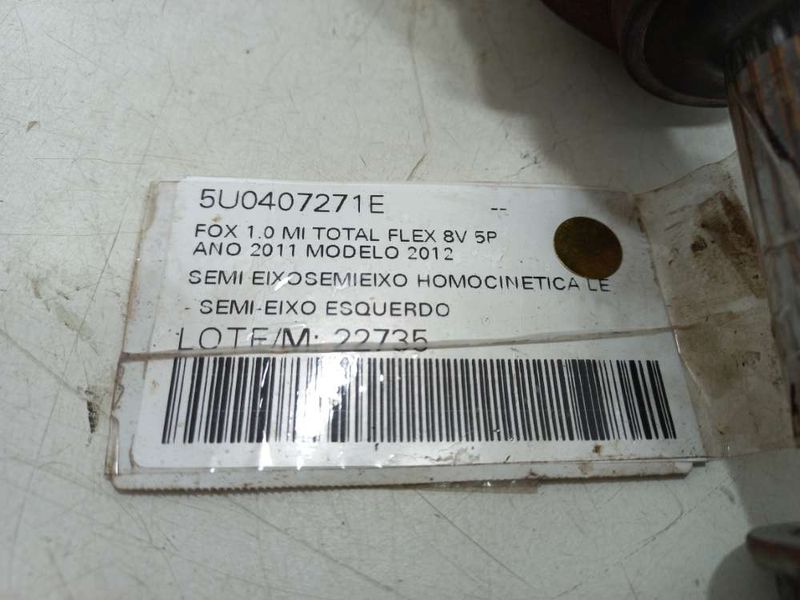 5U0407271E --
FOX 1.0 MI TOTAL FLEX 8V 5P
ANO 2011 MODELO 2012
SEMI EIXOSEMIEIXO HOMOCINETICA LE
- SEMI-EIXO ESQUERDO
LOTE/M: 22735